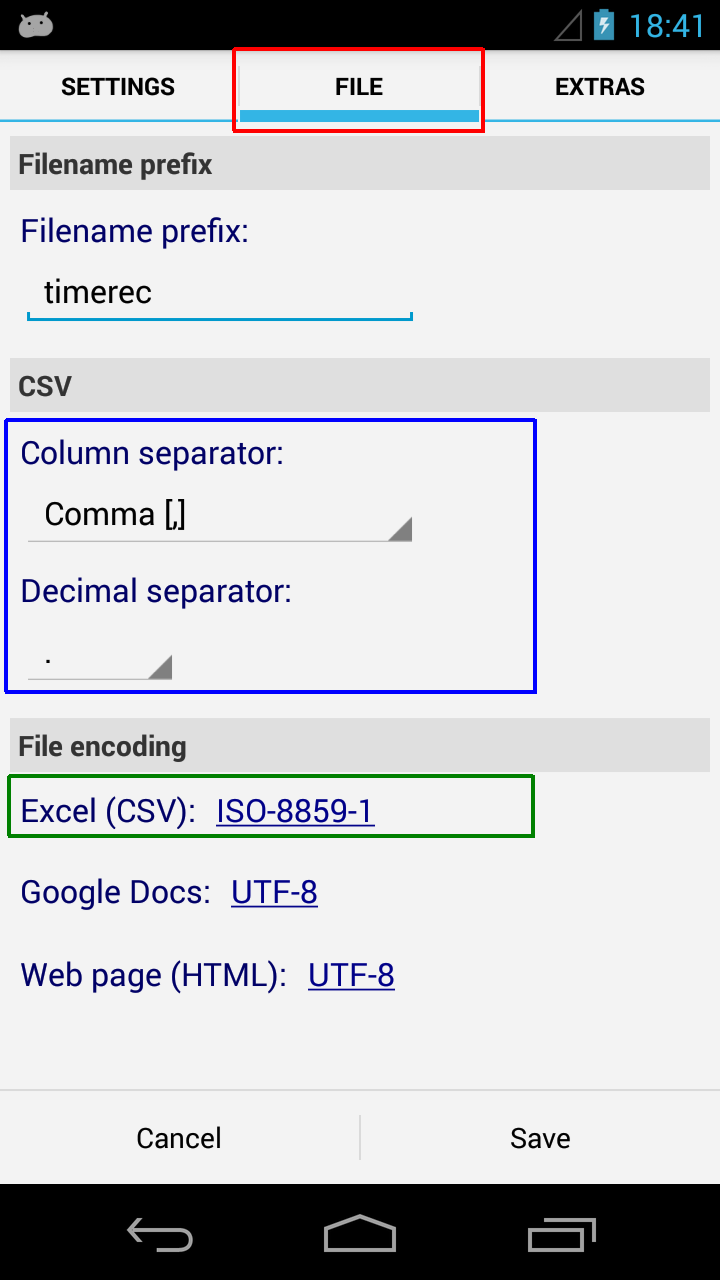 18:41
SETTINGS FILE EXTRAS
Filename prefix
Filename prefix:
timerec
CSV
Column separator:
Comma [,]
Decimal separator:
.
File encoding
Excel (CSV): ISO-8859-1
Google Docs: UTF-8
Web page (HTML): UTF-8
Cancel Save